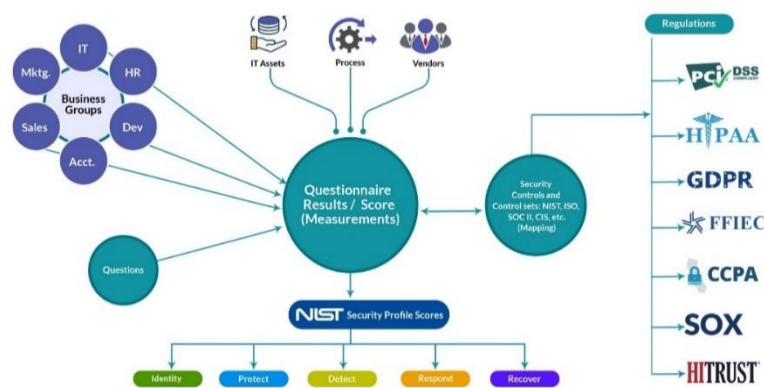 IT
Mktg.
HR
Business
Groups
Sales
Dev
Acct.
IT Assets
Process
Vendors
Regulations
PCI DSS
COMPLIANT
HIPAA
GDPR
FFIEC
CCPA
SOX
HITRUST
Questionnaire
Results / Score
(Measurements)
Security
Controls and
Control sets: NIST, ISO,
SOC II, CIS, etc.
(Mapping)
Questions
NIST Security Profile Scores
Identity
Protect
Detect
Respond
Recover